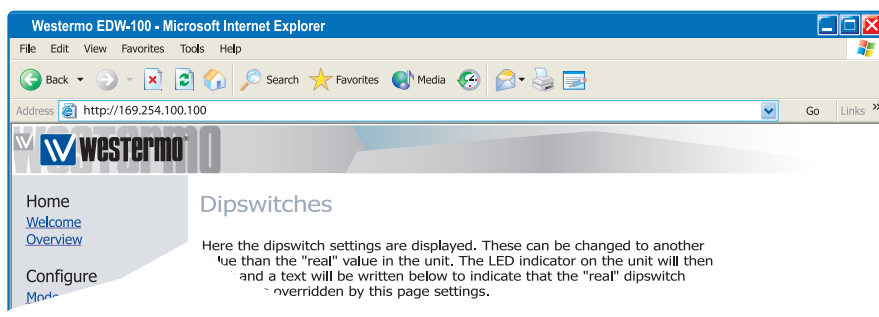 Westermo EDW-100 - Microsoft Internet Explorer
File Edit View Favorites Tools Help
Back Search Favorites Media
Address http://169.254.100.100 Go Links »
westermo®
Home
Welcome
Overview
Configure
Mode
Dipswitches
Here the dipswitch settings are displayed. These can be changed to another
than the "real" value in the unit. The LED indicator on the unit will then
and a text will be written below to indicate that the "real" dipswitch
overridden by this page settings.